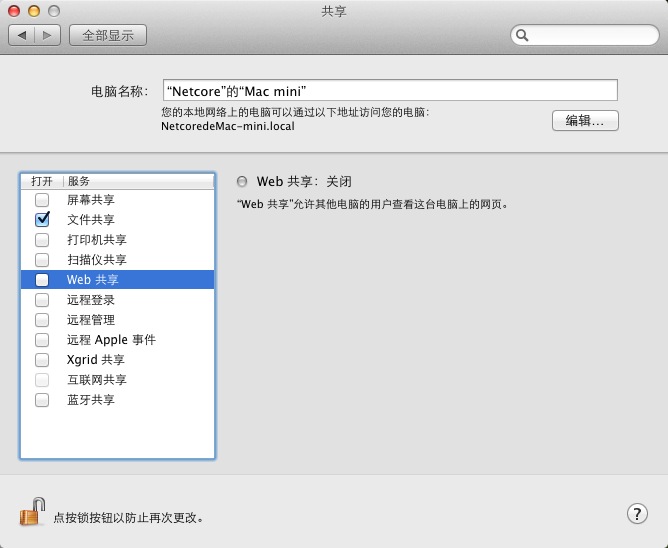 共享
全部显示
电脑名称： “Netcore”的“Mac mini”
您的本地网络上的电脑可以通过以下地址访问您的电脑：
NetcoredeMac-mini.local
编辑…
打开 服务
屏幕共享
文件共享
打印机共享
扫描仪共享
Web 共享
远程登录
远程管理
远程 Apple 事件
Xgrid 共享
互联网共享
蓝牙共享
Web 共享：关闭
“Web 共享”允许其他电脑的用户查看这台电脑上的网页。
点按锁按钮以防止再次更改。
?